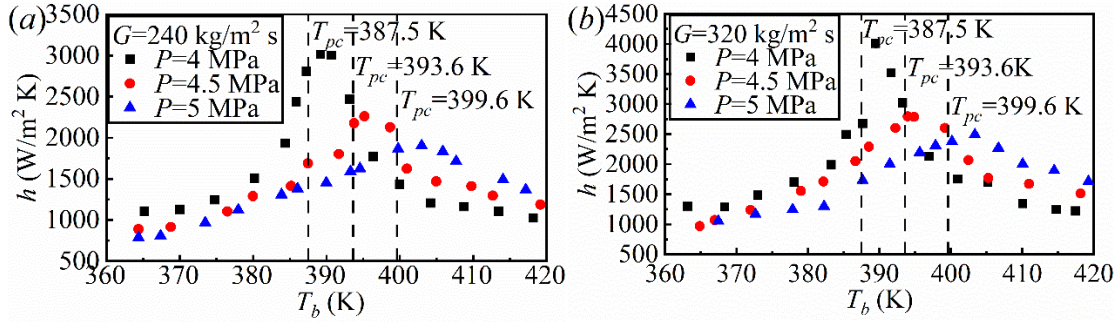 (a)
G=240 kg/m² s
P=4 MPa
P=4.5 MPa
P=5 MPa
T_pc=387.5 K
T_pc=393.6 K
T_pc=399.6 K
h (W/m² K)
3500
3000
2500
2000
1500
1000
500
360 370 380 390 400 410 420
T_b (K)
(b)
G=320 kg/m² s
P=4 MPa
P=4.5 MPa
P=5 MPa
T_pc=387.5 K
T_pc=393.6K
T_pc=399.6 K
h (W/m² K)
4500
4000
3500
3000
2500
2000
1500
1000
500
360 370 380 390 400 410 420
T_b (K)